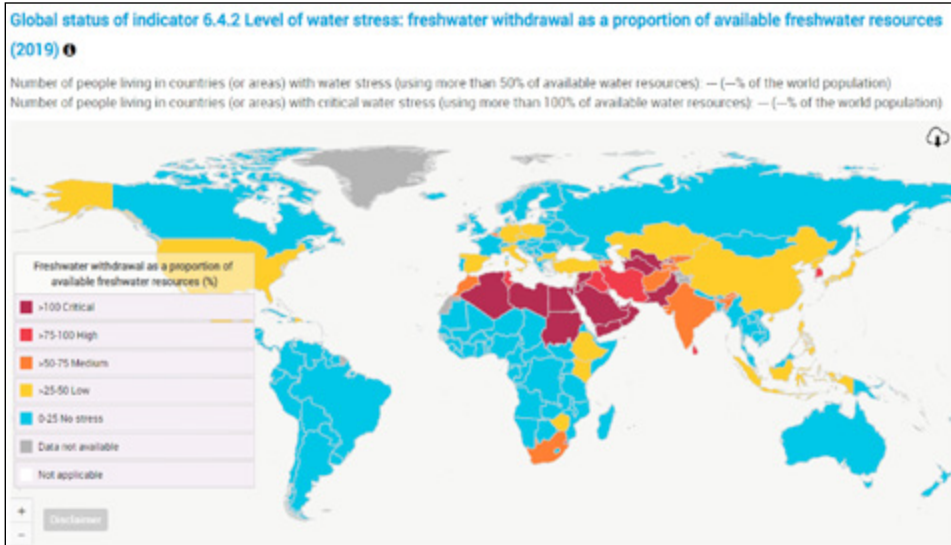 Global status of indicator 6.4.2 Level of water stress: freshwater withdrawal as a proportion of available freshwater resources
(2019)
Number of people living in countries (or areas) with water stress (using more than 50% of available water resources): — (—% of the world population)
Number of people living in countries (or areas) with critical water stress (using more than 100% of available water resources): — (—% of the world population)
Freshwater withdrawal as a proportion of
available freshwater resources (%)
>100 Critical
>75-100 High
>50-75 Medium
>25-50 Low
0-25 No stress
Data not available
Not applicable
+
−
Disclaimer